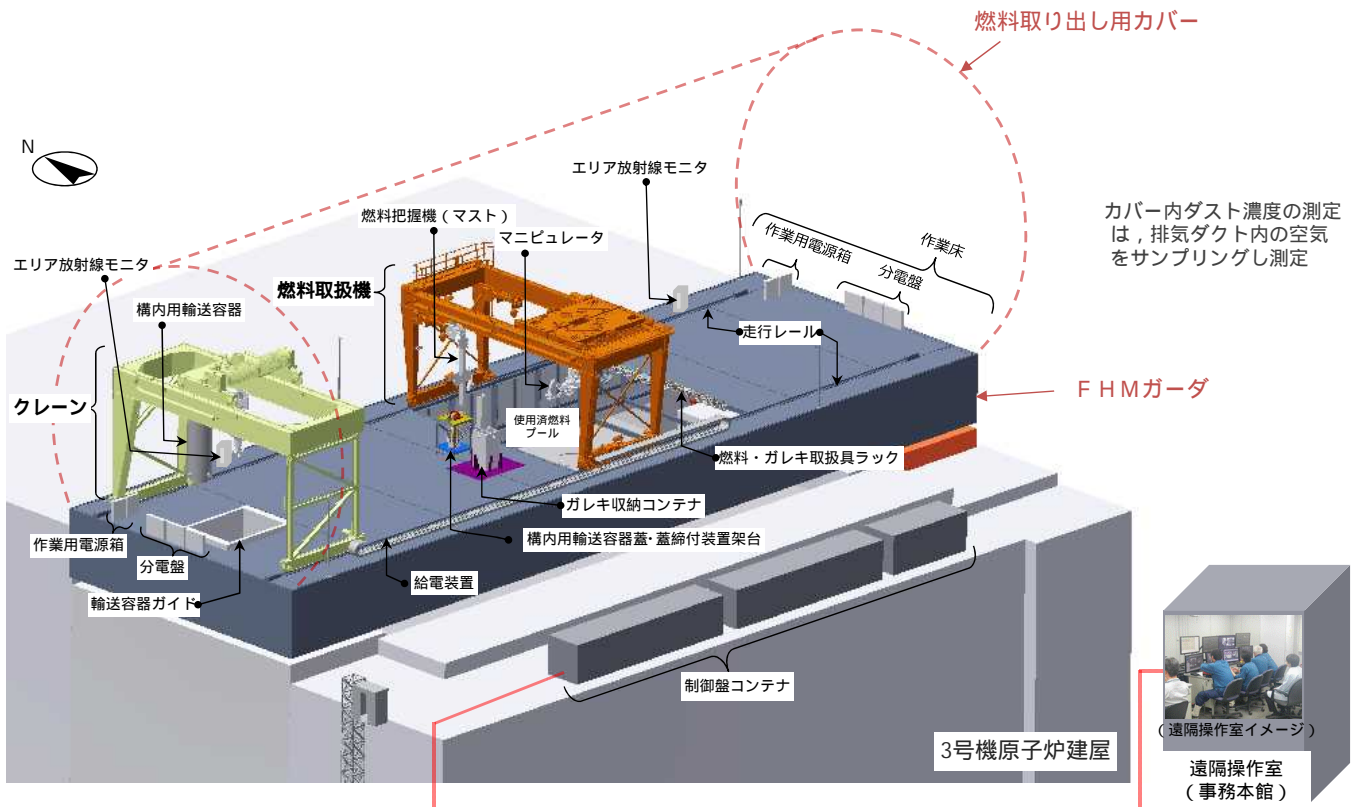 燃料取り出し用カバー
N
エリア放射線モニタ
燃料把握機（マスト）
マニピュレータ
カバー内ダスト濃度の測定
は，排気ダクト内の空気
をサンプリングし測定
作業用電源箱
作業床
分電盤
エリア放射線モニタ
燃料取扱機
構内用輸送容器
走行レール
クレーン
ＦＨＭガーダ
使用済燃料
プール
燃料・ガレキ取扱具ラック
ガレキ収納コンテナ
構内用輸送容器蓋・蓋締付装置架台
作業用電源箱
分電盤
給電装置
輸送容器ガイド
制御盤コンテナ
3号機原子炉建屋
（遠隔操作室イメージ）
遠隔操作室
（事務本館）